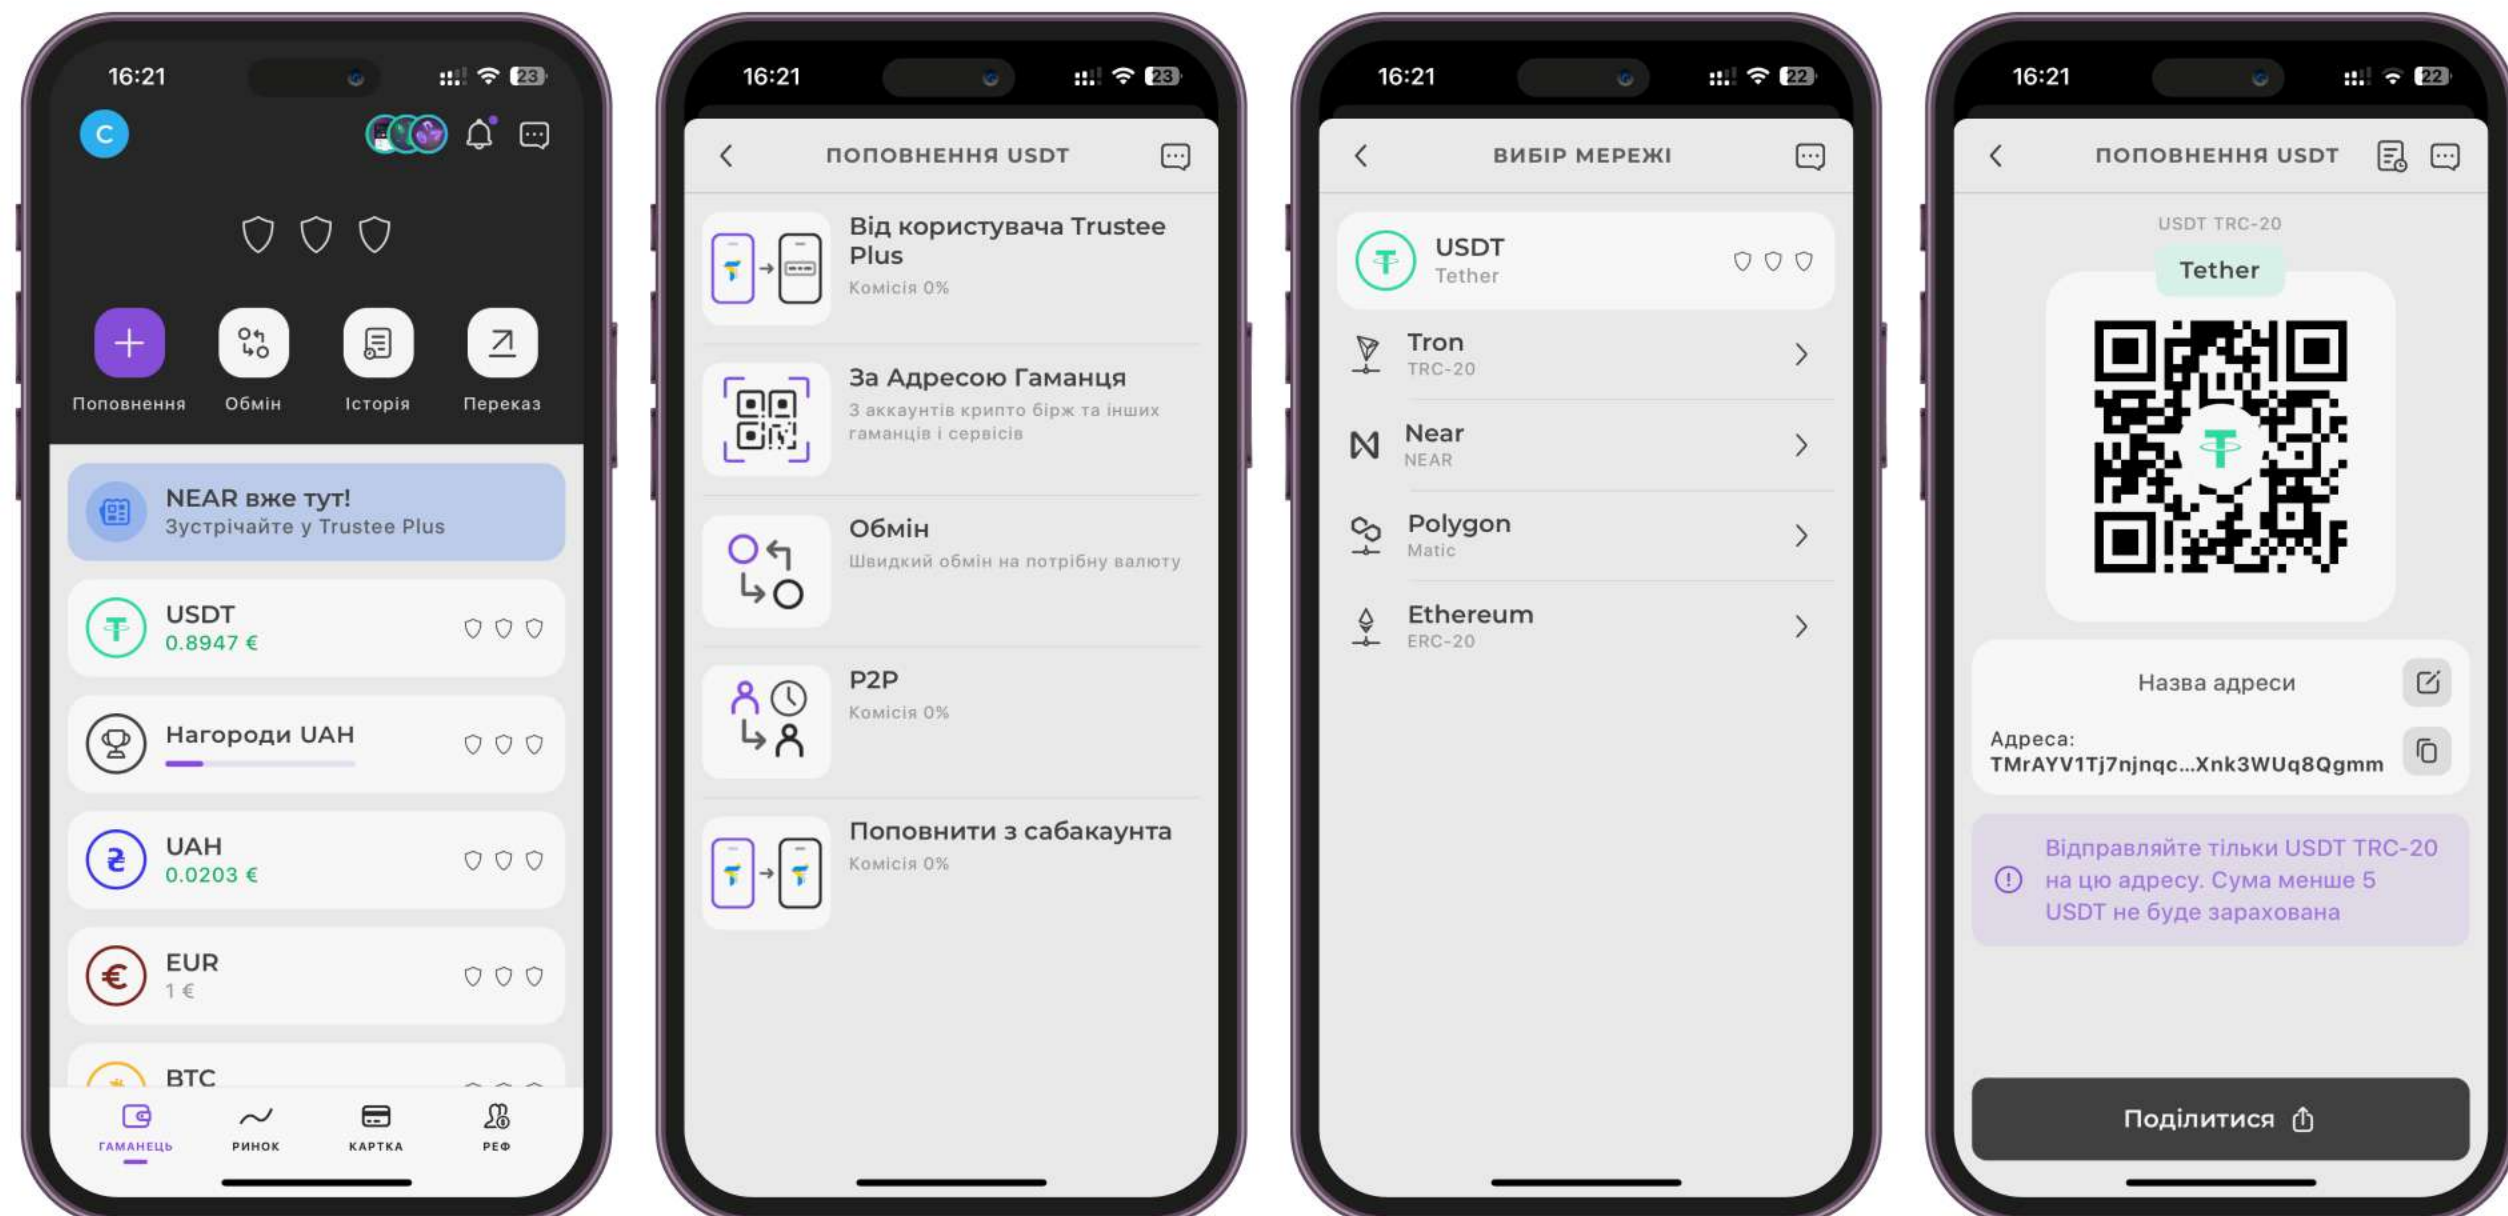 16:21
23
C
Поповнення
Обмін
Історія
Переказ
NEAR вже тут!
Зустрічайте у Trustee Plus
USDT
0.8947 €
Нагороди UAH
UAH
0.0203 €
EUR
1 €
BTC
ГАМАНЕЦЬ
РИНОК
КАРТКА
РЕФ
16:21
23
ПОПОВНЕННЯ USDT
Від користувача Trustee
Plus
Комісія 0%
За Адресою Гаманця
З аккаунтів крипто бірж та інших
гаманців і сервісів
Обмін
Швидкий обмін на потрібну валюту
P2P
Комісія 0%
Поповнити з сабакаунта
Комісія 0%
16:21
22
ВИБІР МЕРЕЖІ
USDT
Tether
Tron
TRC-20
Near
NEAR
Polygon
Matic
Ethereum
ERC-20
16:21
22
ПОПОВНЕННЯ USDT
USDT TRC-20
Tether
Назва адреси
Адреса:
TMrAYV1Tj7njnqc...Xnk3WUq8Qgmm
Відправляйте тільки USDT TRC-20
на цю адресу. Сума менше 5
USDT не буде зарахована
Поділитися